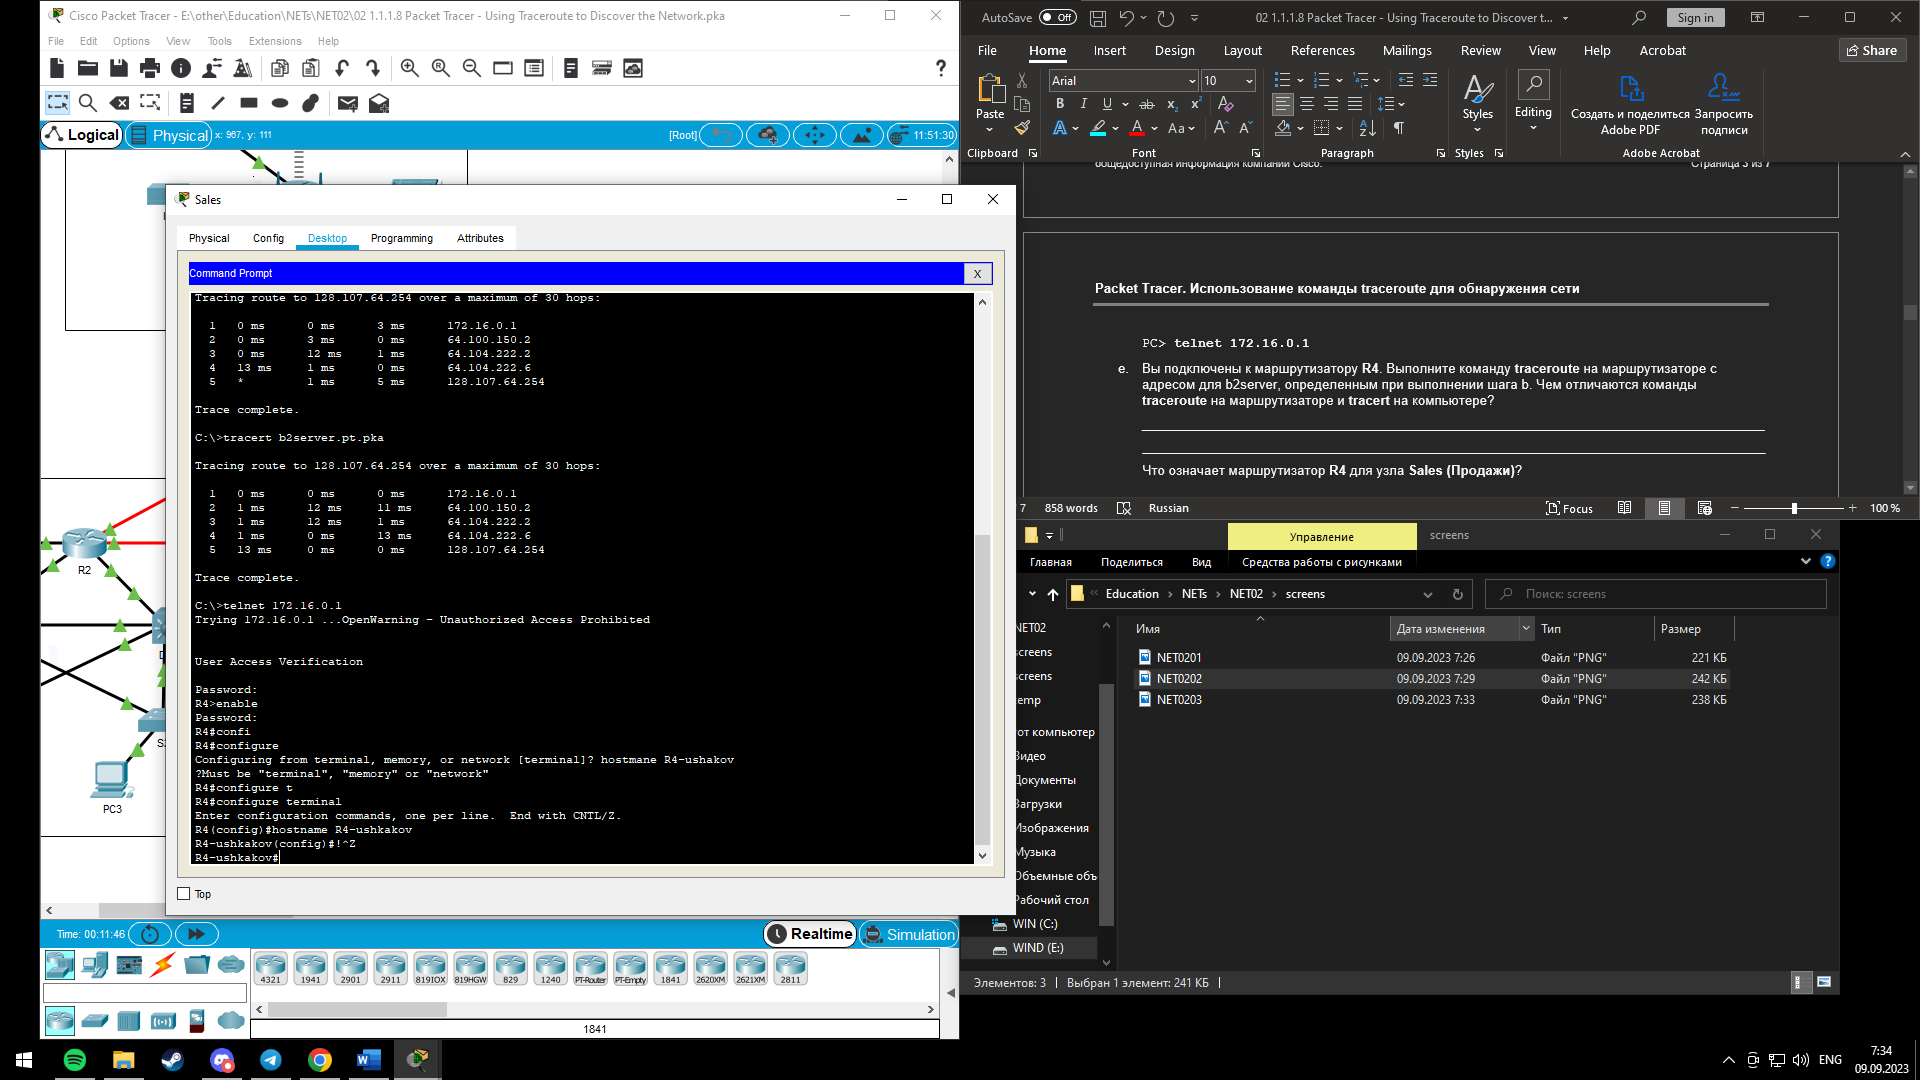 Cisco Packet Tracer - E:\other\Education\NETs\NET02\02 1.1.1.8 Packet Tracer - Using Traceroute to Discover the Network.pka
File Edit Options View Tools Extensions Help
Logical Physical x: 967, y: 111 [Root] 11:51:30
R2
PC3
Sales
Physical Config Desktop Programming Attributes
Command Prompt X
Tracing route to 128.107.64.254 over a maximum of 30 hops:
1 0 ms 0 ms 3 ms 172.16.0.1
2 0 ms 3 ms 0 ms 64.100.150.2
3 0 ms 12 ms 1 ms 64.104.222.2
4 13 ms 1 ms 0 ms 64.104.222.6
5 * 1 ms 5 ms 128.107.64.254
Trace complete.
C:\>tracert b2server.pt.pka
Tracing route to 128.107.64.254 over a maximum of 30 hops:
1 0 ms 0 ms 0 ms 172.16.0.1
2 1 ms 12 ms 11 ms 64.100.150.2
3 1 ms 12 ms 1 ms 64.104.222.2
4 1 ms 0 ms 13 ms 64.104.222.6
5 13 ms 0 ms 0 ms 128.107.64.254
Trace complete.
C:\>telnet 172.16.0.1
Trying 172.16.0.1 ...OpenWarning - Unauthorized Access Prohibited
User Access Verification
Password:
R4>enable
Password:
R4#confi
R4#configure
Configuring from terminal, memory, or network [terminal]? hostmane R4-ushakov
?Must be "terminal", "memory" or "network"
R4#configure t
R4#configure terminal
Enter configuration commands, one per line. End with CNTL/Z.
R4(config)#hostname R4-ushkakov
R4-ushkakov(config)#!^Z
R4-ushkakov#
Top
Time: 00:11:46 Realtime Simulation
4321 1941 2901 2911 819IOX 819HGW 829 1240 PT-Router PT-Empty 1841 2620XM 2621XM 2811
1841
AutoSave Off 02 1.1.1.8 Packet Tracer - Using Traceroute to Discover t... Sign in
File Home Insert Design Layout References Mailings Review View Help Acrobat Share
Arial 10
Paste Styles Editing
Создать и поделиться Adobe PDF
Запросить подписи
Clipboard Font Paragraph Styles Adobe Acrobat
общедоступная информация компании Cisco. Страница 3 из 7
Packet Tracer. Использование команды traceroute для обнаружения сети
PC> telnet 172.16.0.1
e. Вы подключены к маршрутизатору R4. Выполните команду traceroute на маршрутизаторе с
адресом для b2server, определенным при выполнении шага b. Чем отличаются команды
traceroute на маршрутизаторе и tracert на компьютере?
Что означает маршрутизатор R4 для узла Sales (Продажи)?
7 858 words Russian Focus 100 %
Управление screens
Главная Поделиться Вид Средства работы с рисунками
Education NETs NET02 screens Поиск: screens
Имя Дата изменения Тип Размер
NET0201 09.09.2023 7:26 Файл "PNG" 221 КБ
NET0202 09.09.2023 7:29 Файл "PNG" 242 КБ
NET0203 09.09.2023 7:33 Файл "PNG" 238 КБ
NET02
screens
screens
temp
тот компьютер
Видео
Документы
Загрузки
Изображения
Музыка
Объемные объ
Рабочий стол
WIN (C:)
WIND (E:)
Элементов: 3 Выбран 1 элемент: 241 КБ
ENG
7:34
09.09.2023